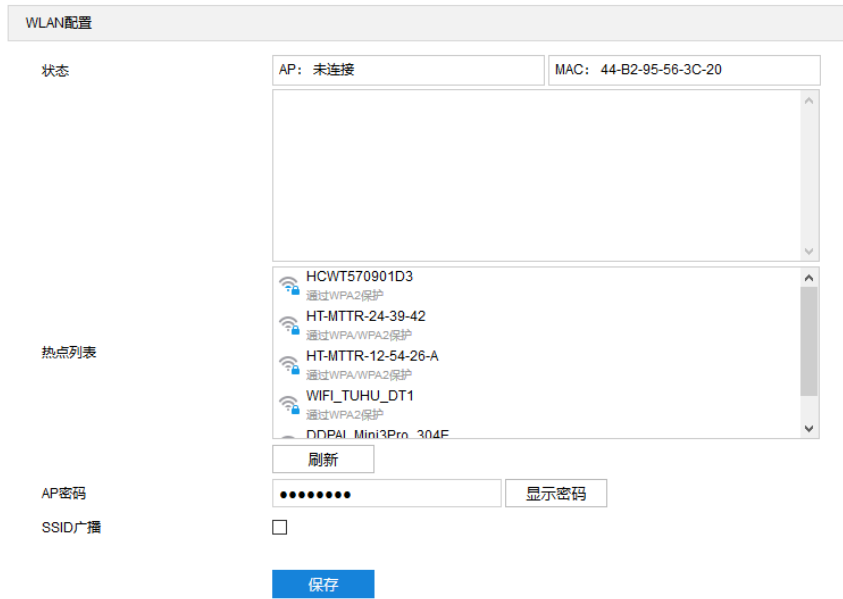 WLAN配置
状态
AP: 未连接
MAC: 44-B2-95-56-3C-20
热点列表
HCWT570901D3
通过WPA2保护
HT-MTTR-24-39-42
通过WPA/WPA2保护
HT-MTTR-12-54-26-A
通过WPA/WPA2保护
WIFI_TUHU_DT1
通过WPA2保护
DDPAI_Mini3Pro_304F
刷新
AP密码
●●●●●●●●
显示密码
SSID广播
保存